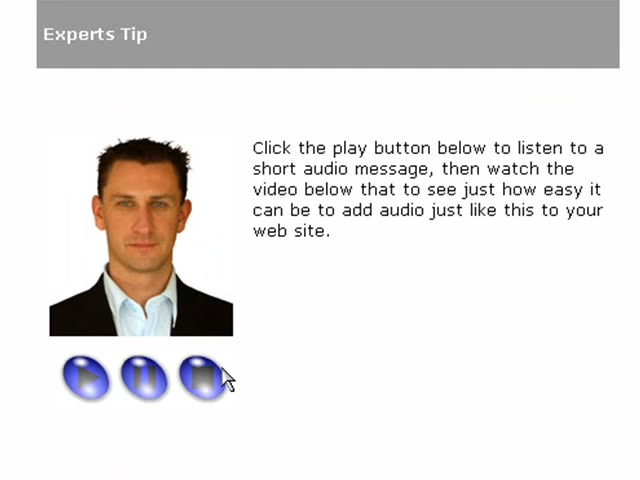 Experts Tip
Click the play button below to listen to a
short audio message, then watch the
video below that to see just how easy it
can be to add audio just like this to your
web site.